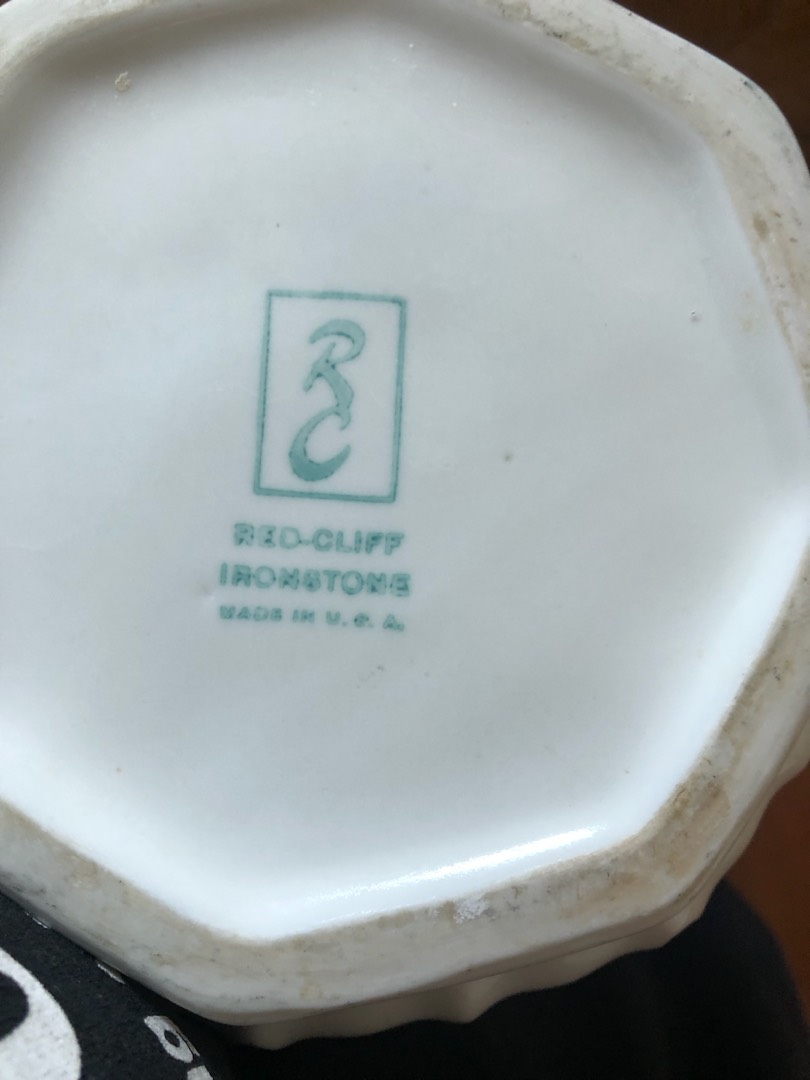 RC
RED-CLIFF
IRONSTONE
MADE IN U.S.A.